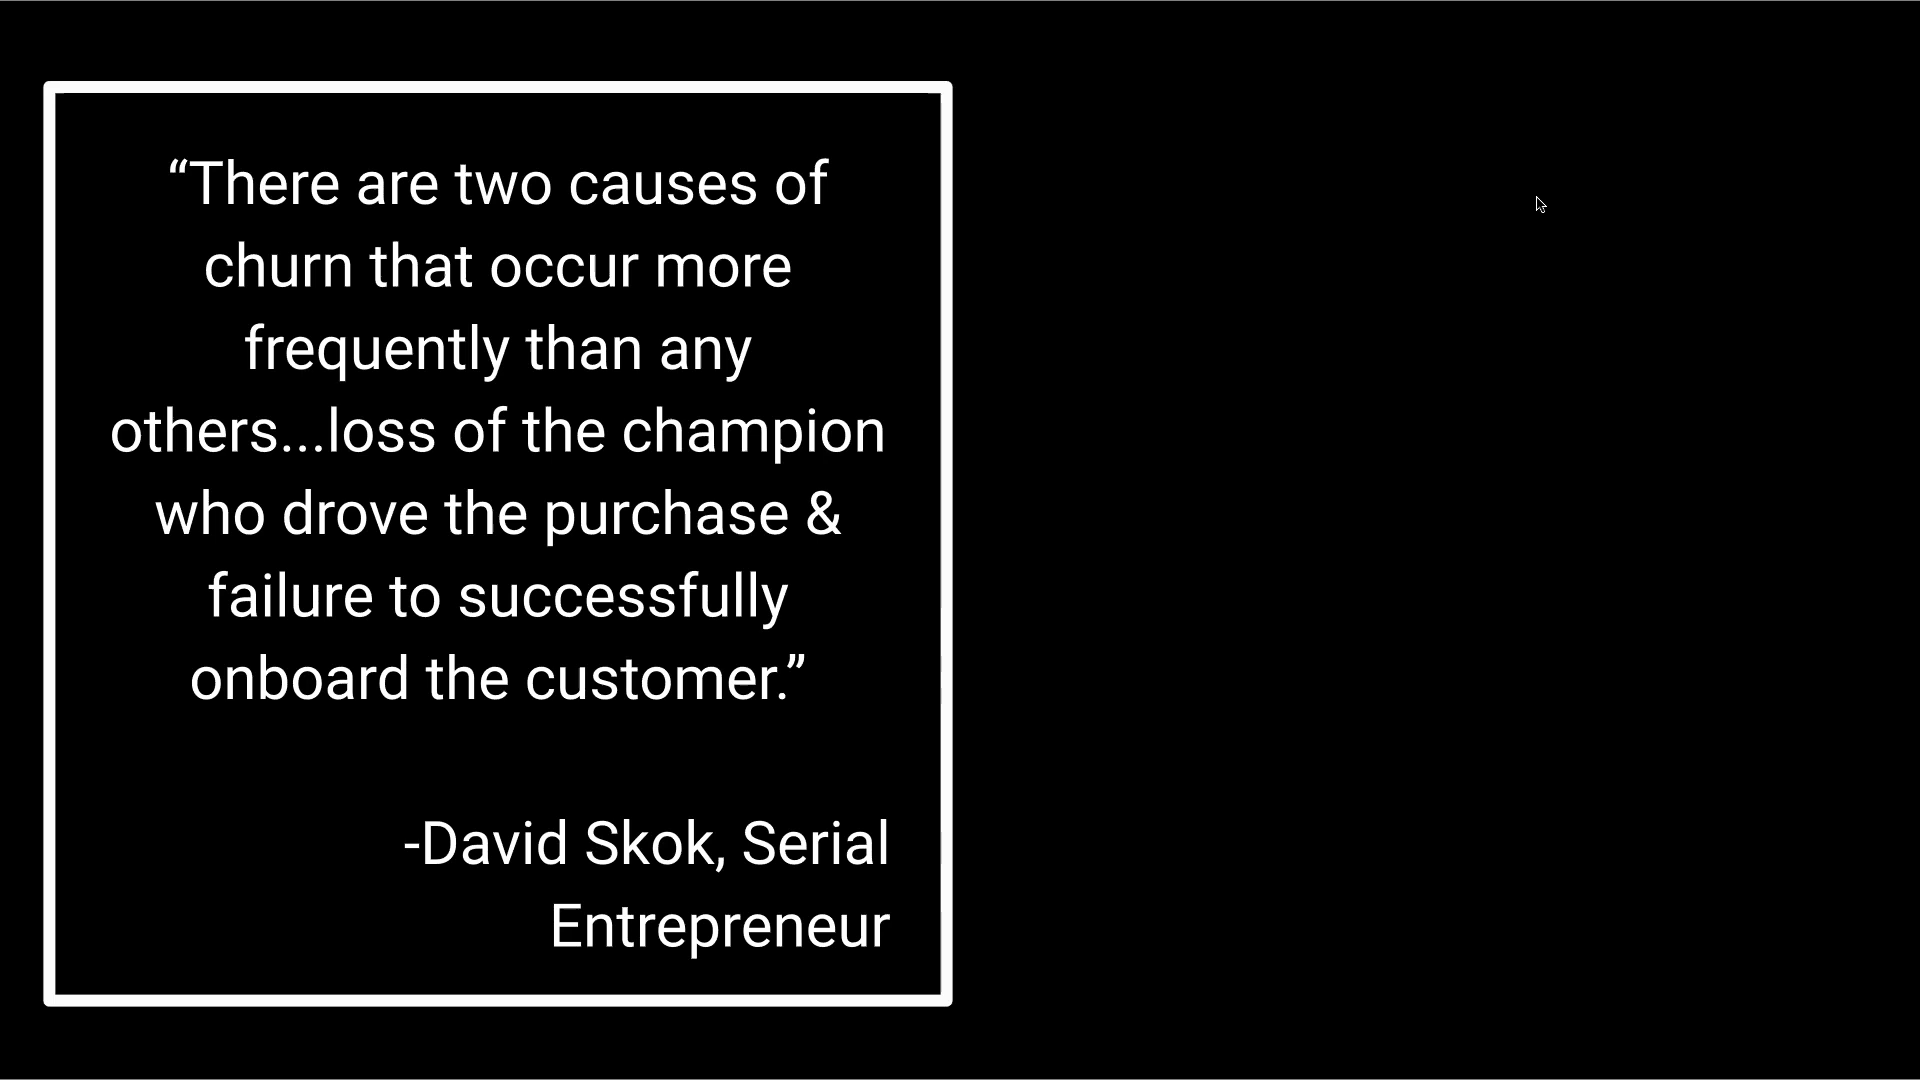 “There are two causes of
churn that occur more
frequently than any
others...loss of the champion
who drove the purchase &
failure to successfully
onboard the customer.”
-David Skok, Serial
Entrepreneur